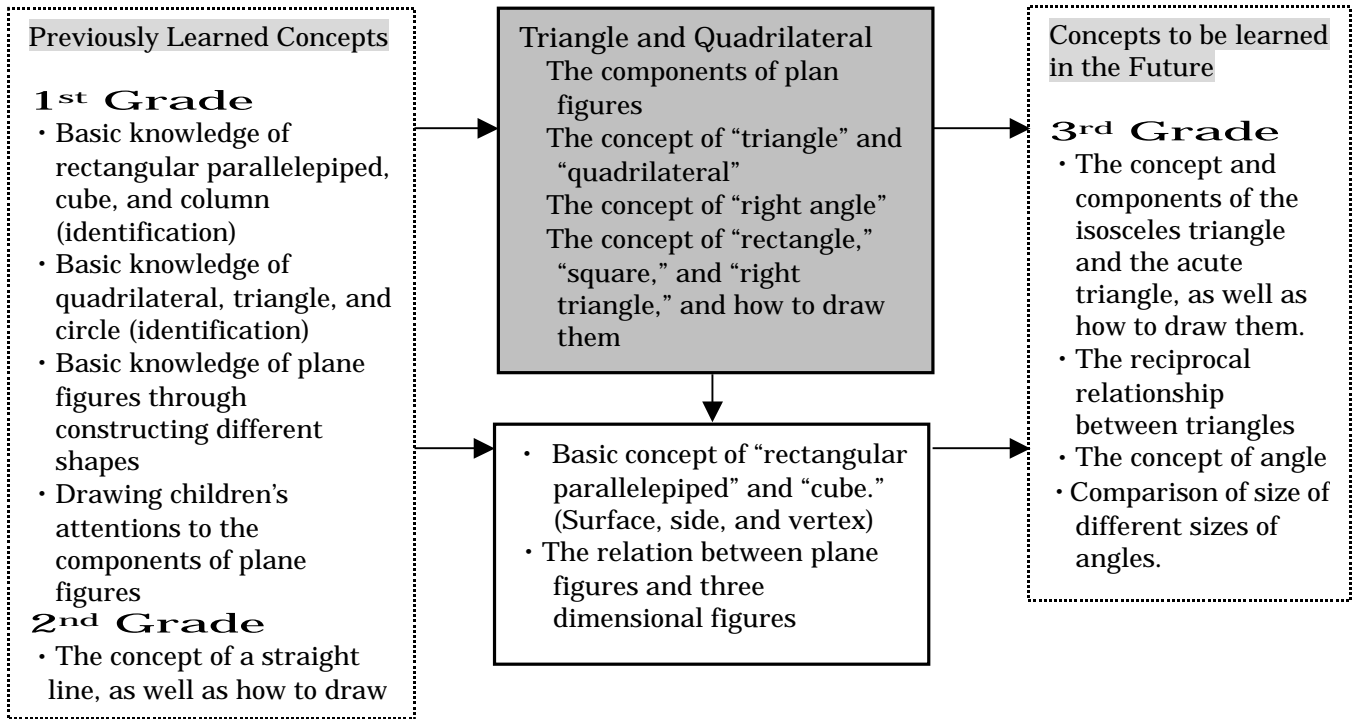 Previously Learned Concepts
1st Grade
・Basic knowledge of
rectangular parallelepiped,
cube, and column
(identification)
・Basic knowledge of
quadrilateral, triangle, and
circle (identification)
・Basic knowledge of plane
figures through
constructing different
shapes
・Drawing children’s
attentions to the
components of plane
figures
2nd Grade
・The concept of a straight
line, as well as how to draw
Triangle and Quadrilateral
The components of plan
figures
The concept of “triangle” and
“quadrilateral”
The concept of “right angle”
The concept of “rectangle,”
“square,” and “right
triangle,” and how to draw
them
・ Basic concept of “rectangular
parallelepiped” and “cube.”
(Surface, side, and vertex)
・The relation between plane
figures and three
dimensional figures
Concepts to be learned
in the Future
3rd Grade
・The concept and
components of the
isosceles triangle
and the acute
triangle, as well as
how to draw them.
・The reciprocal
relationship
between triangles
・The concept of angle
・Comparison of size of
different sizes of
angles.